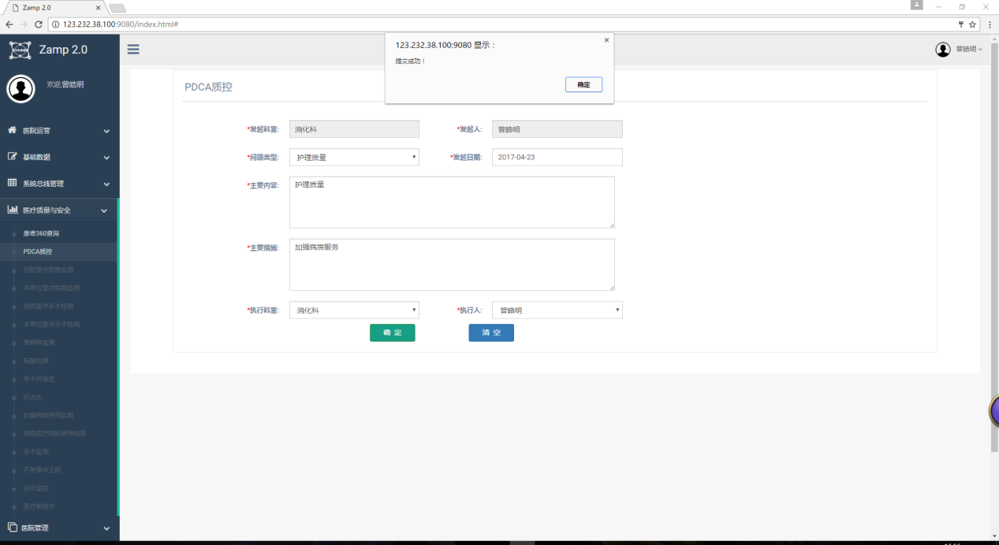 Zamp 2.0
123.232.38.100:9080/index.html#
Zamp 2.0
欢迎,曾皓明
医院运营
基础数据
系统总线管理
医疗质量与安全
患者360查询
PDCA质控
住院重点疾病监测
本单位重点疾病监测
住院重点手术检测
本单位重点手术检测
单病种监测
麻醉检测
手术并发症
药占比
抗菌药物使用监测
特殊医疗材料使用检测
手术监测
不良事件上报
会诊监控
医疗新技术
医院管理
123.232.38.100:9080 显示：
提交成功！
确定
曾皓明
PDCA质控
*发起科室: 消化科 *发起人: 曾皓明
*问题类型: 护理质量 *发起日期: 2017-04-23
*主要内容: 护理质量
*主要措施: 加强病房服务
*执行科室: 消化科 *执行人: 曾皓明
确 定 清 空